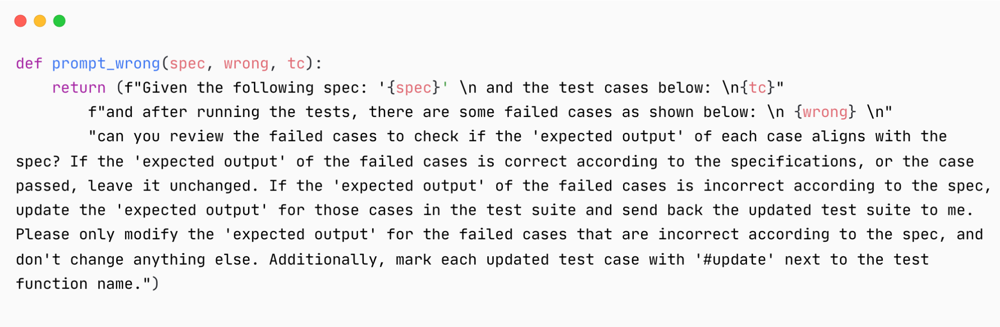 def prompt_wrong(spec, wrong, tc):
    return (f"Given the following spec: '{spec}' \n and the test cases below: \n{tc}"
        f"and after running the tests, there are some failed cases as shown below: \n {wrong} \n"
        "can you review the failed cases to check if the 'expected output' of each case aligns with the
spec? If the 'expected output' of the failed cases is correct according to the specifications, or the case
passed, leave it unchanged. If the 'expected output' of the failed cases is incorrect according to the spec,
update the 'expected output' for those cases in the test suite and send back the updated test suite to me.
Please only modify the 'expected output' for the failed cases that are incorrect according to the spec, and
don't change anything else. Additionally, mark each updated test case with '#update' next to the test
function name.")